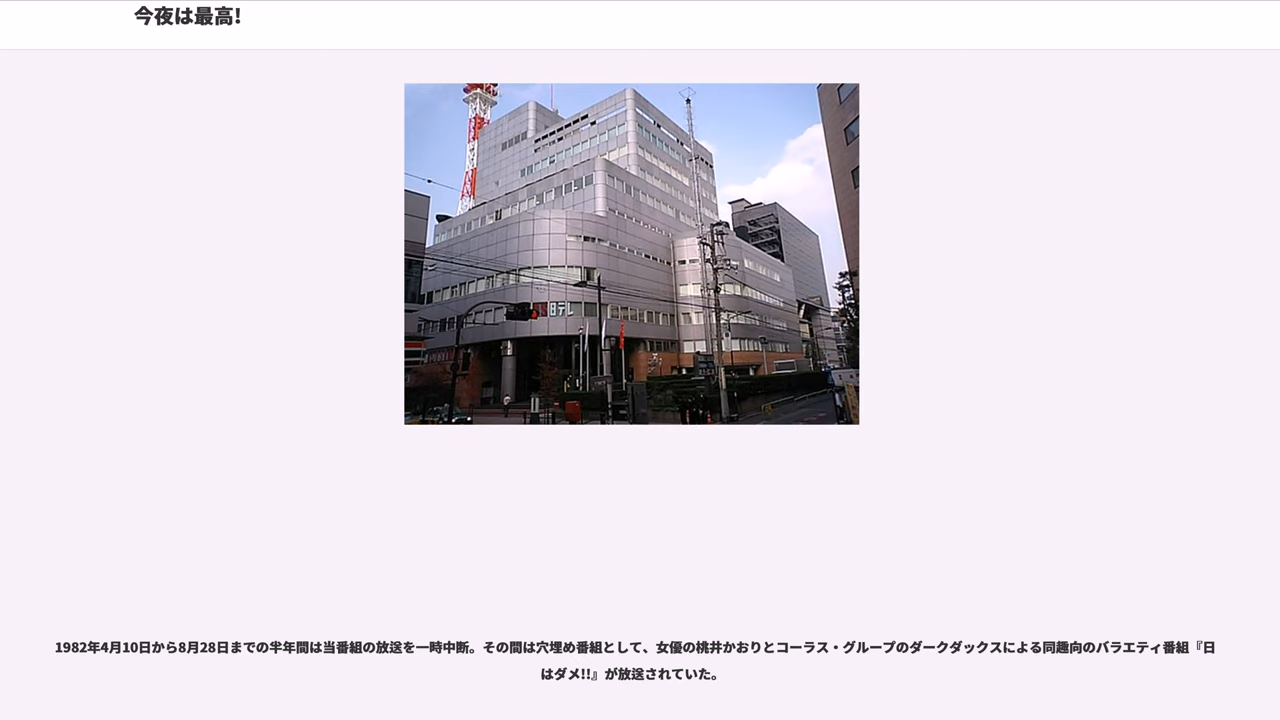 今夜は最高!
日テレ
1982年4月10日から8月28日までの半年間は当番組の放送を一時中断。その間は穴埋め番組として、女優の桃井かおりとコーラス・グループのダークダックスによる同趣向のバラエティ番組『日
はダメ!!』が放送されていた。